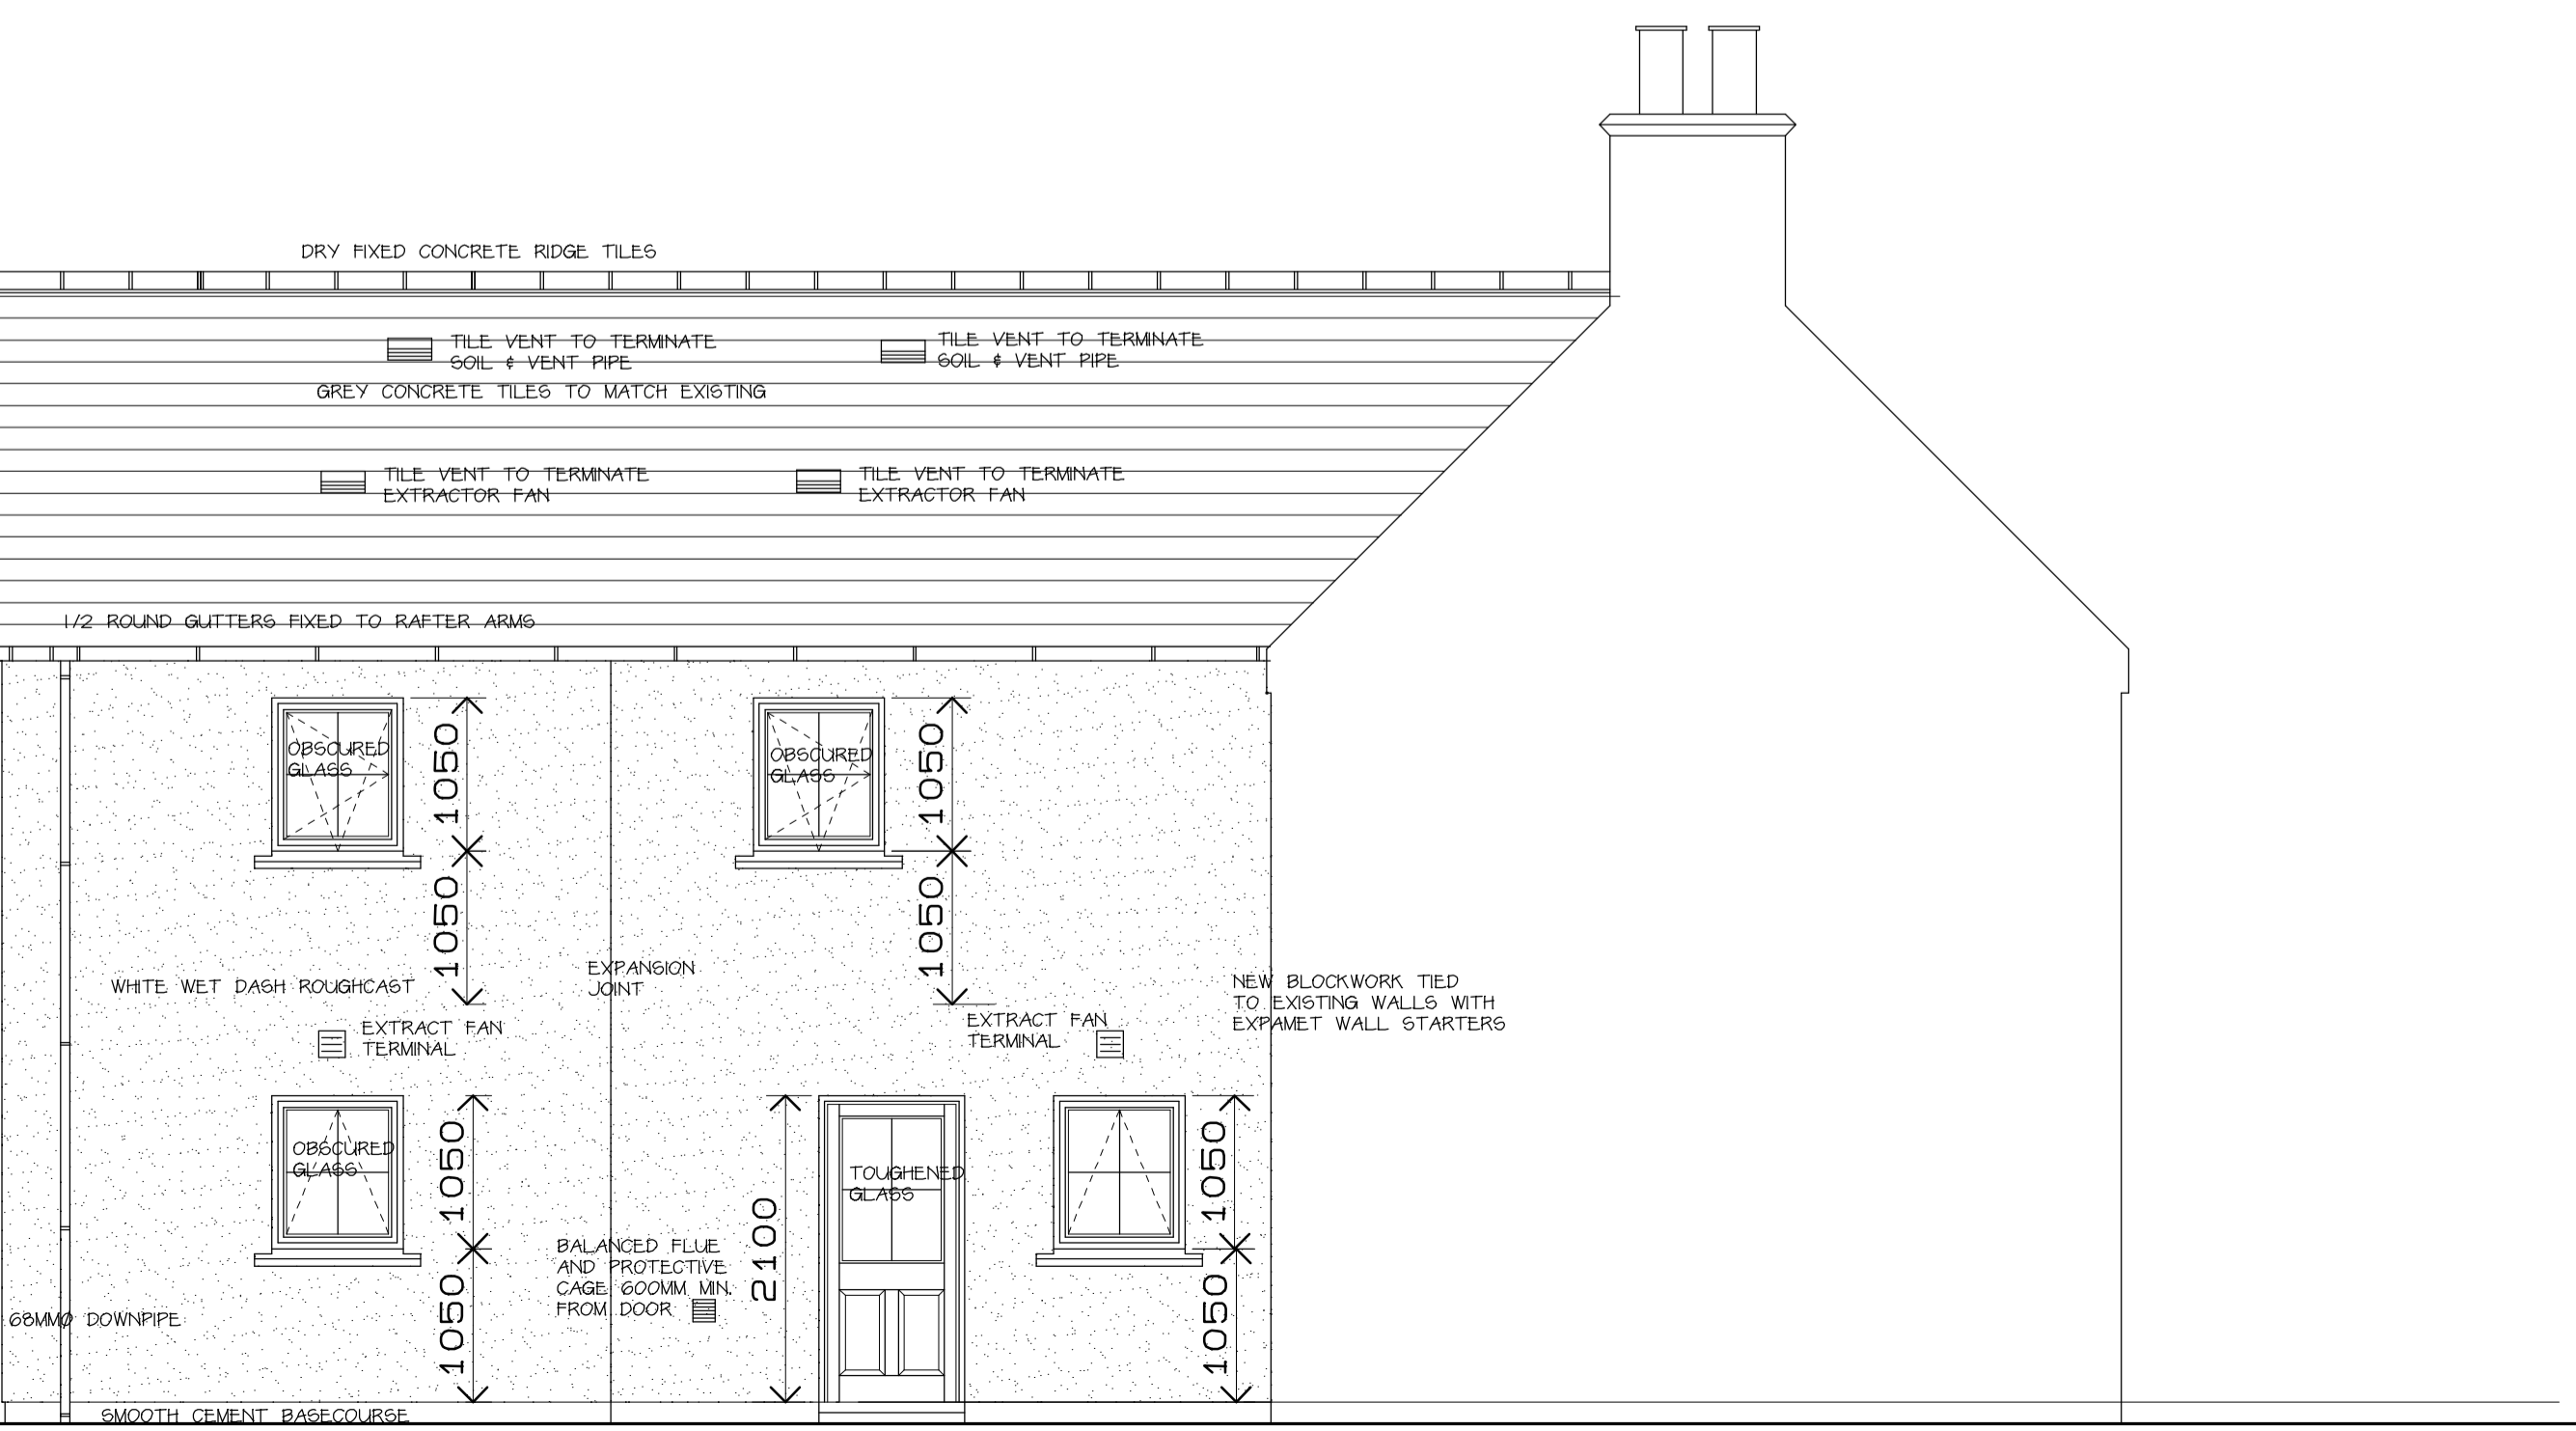 DRY FIXED CONCRETE RIDGE TILES
TILE VENT TO TERMINATE
SOIL & VENT PIPE
TILE VENT TO TERMINATE
SOIL & VENT PIPE
GREY CONCRETE TILES TO MATCH EXISTING
TILE VENT TO TERMINATE
EXTRACTOR FAN
TILE VENT TO TERMINATE
EXTRACTOR FAN
1/2 ROUND GUTTERS FIXED TO RAFTER ARMS
OBSCURED
GLASS
1050
1050
OBSCURED
GLASS
1050
1050
WHITE WET DASH ROUGHCAST
EXPANSION
JOINT
NEW BLOCKWORK TIED
TO EXISTING WALLS WITH
EXPAMET WALL STARTERS
EXTRACT FAN
TERMINAL
EXTRACT FAN
TERMINAL
OBSCURED
GLASS
1050
1050
BALANCED FLUE
AND PROTECTIVE
CAGE 600MM MIN.
FROM DOOR
2100
TOUGHENED
GLASS
1050
1050
68MMØ DOWNPIPE
SMOOTH CEMENT BASECOURSE